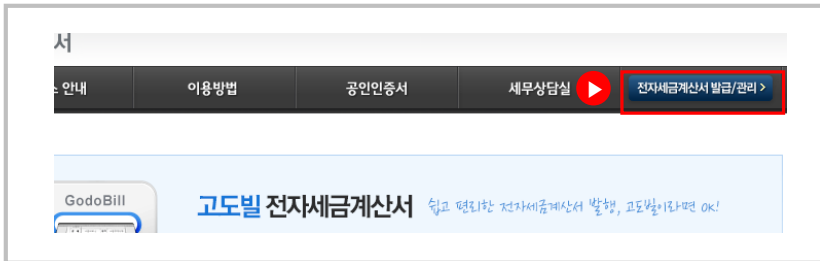 서
안내 이용방법 공인인증서 세무상담실 전자세금계산서 발급/관리 >
GodoBill
고도빌 전자세금계산서 쉽고 편리한 전자세금계산서 발행, 고도빌이라면 OK!